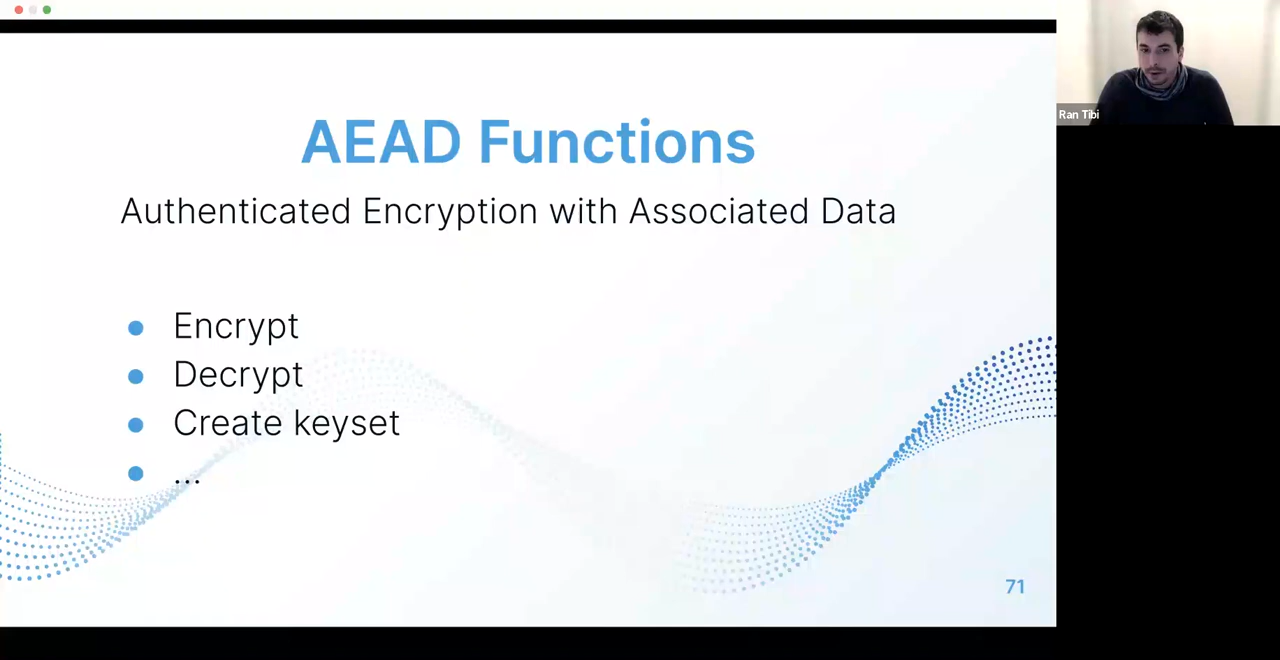 AEAD Functions
Authenticated Encryption with Associated Data
Encrypt
Decrypt
Create keyset
...
71
Ran Tibi